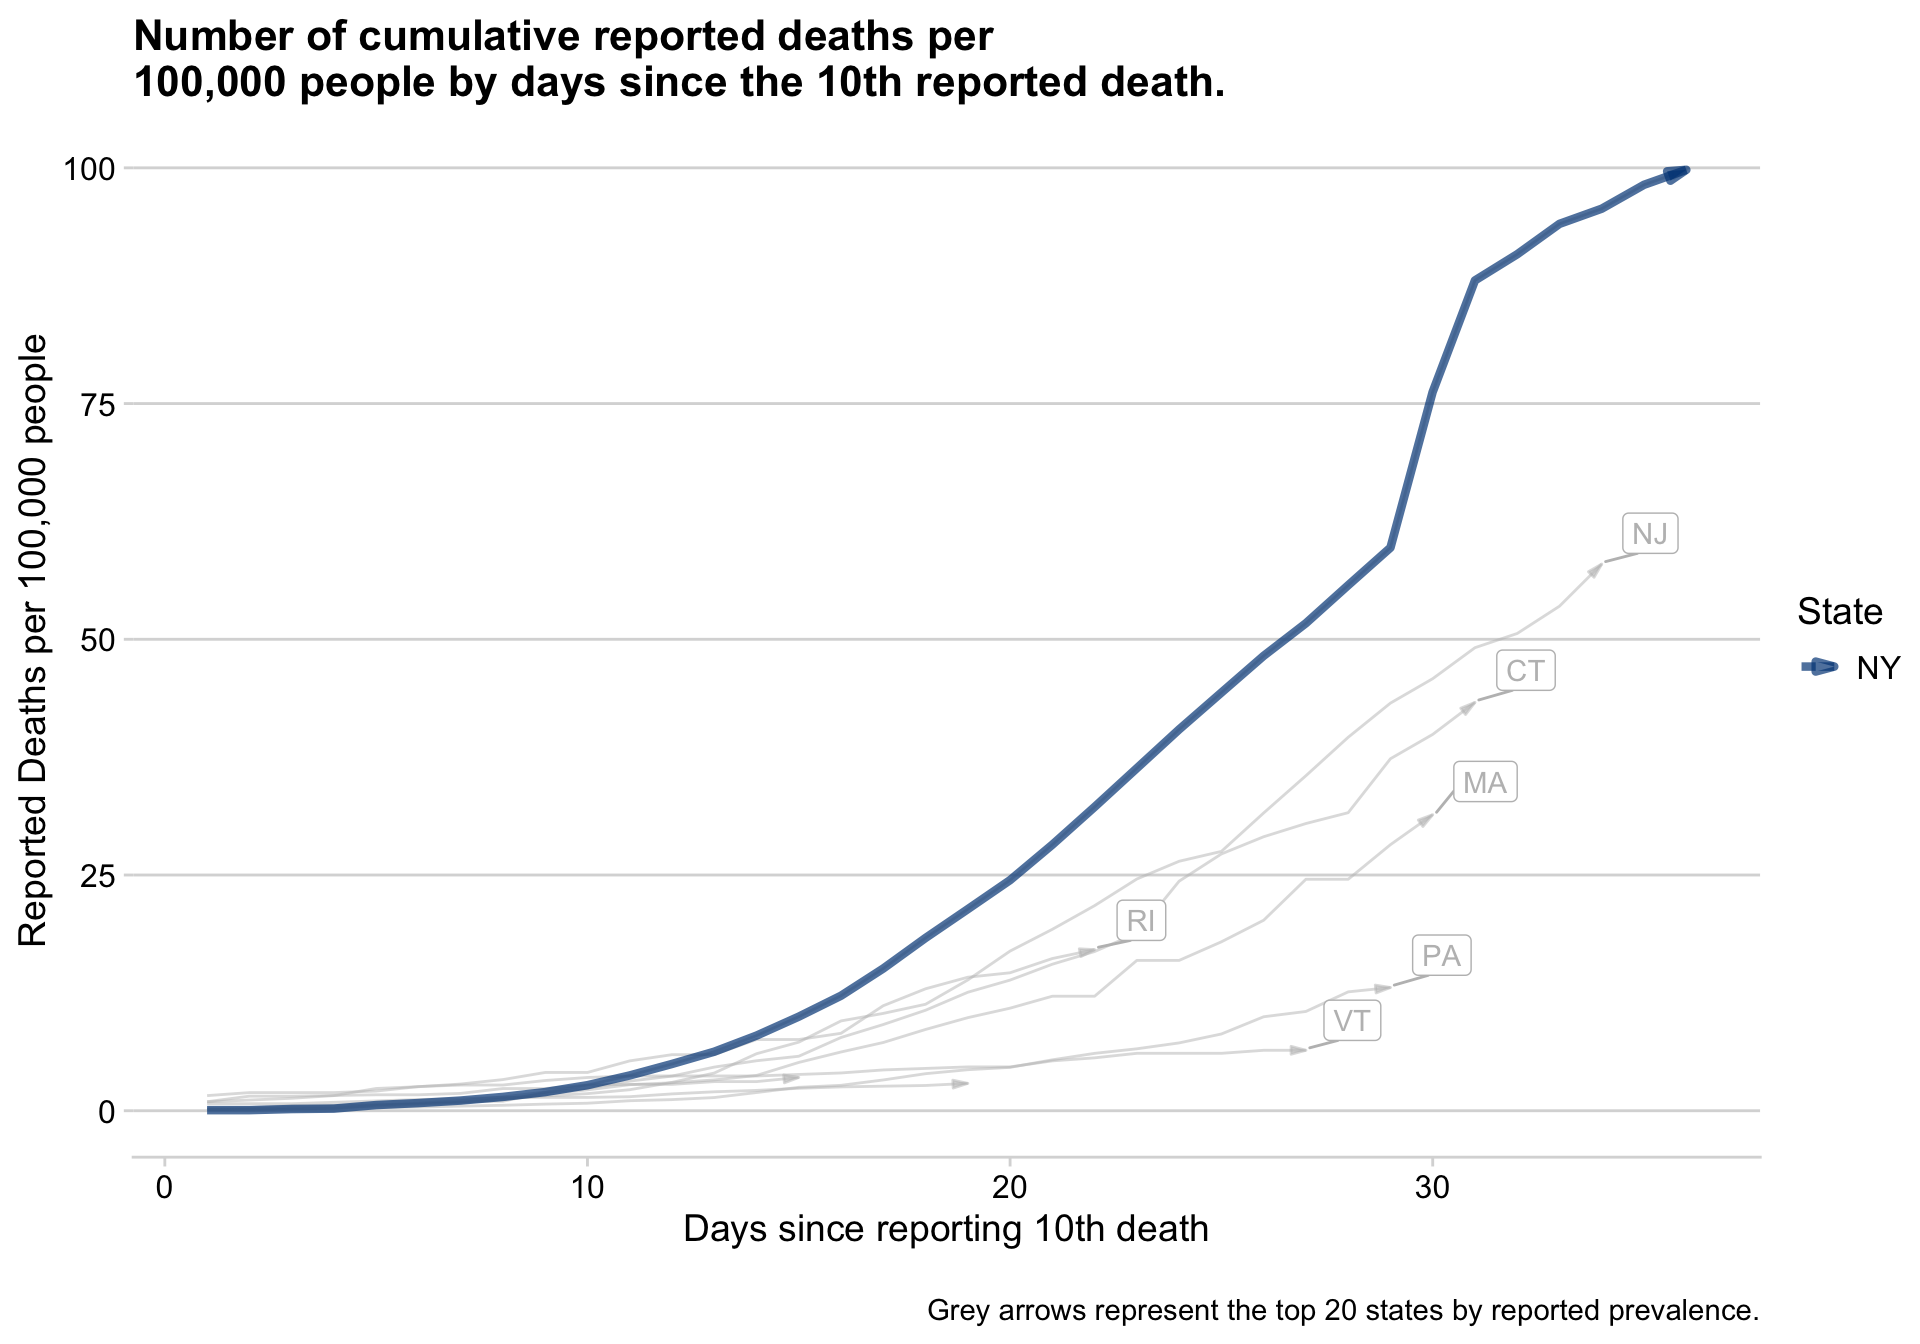 Number of cumulative reported deaths per
100,000 people by days since the 10th reported death.
Reported Deaths per 100,000 people
100
75
50
25
0
NJ
CT
MA
RI
PA
VT
State
NY
0 10 20 30
Days since reporting 10th death
Grey arrows represent the top 20 states by reported prevalence.